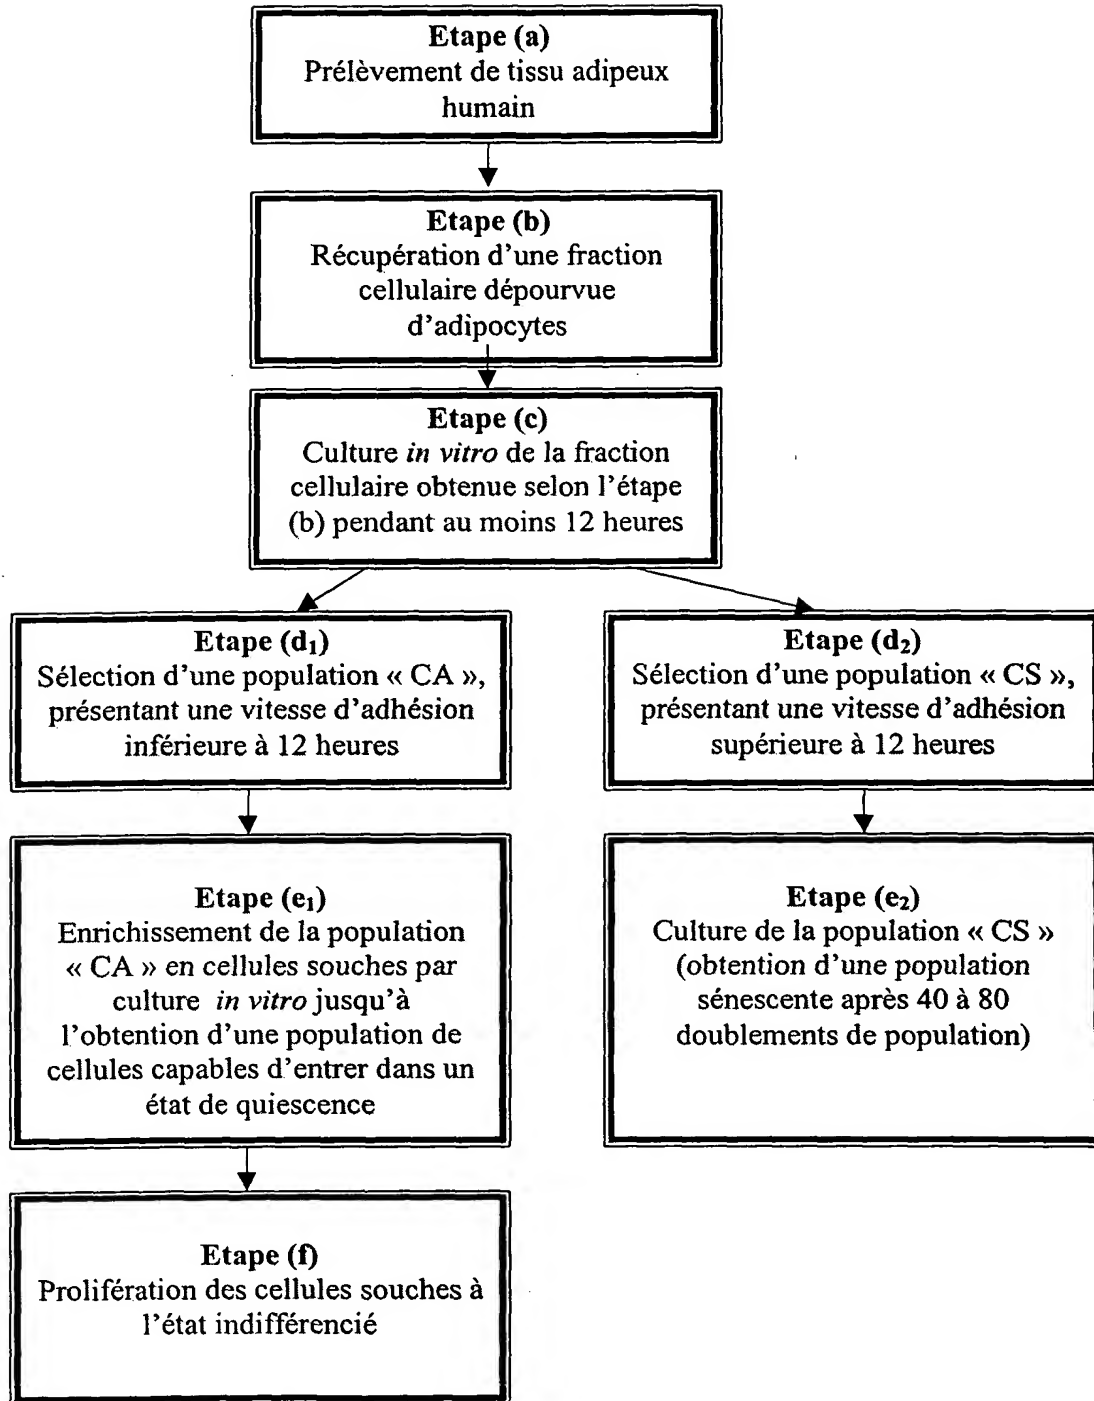 Etape (a)
Prélèvement de tissu adipeux
humain
Etape (b)
Récupération d'une fraction
cellulaire dépourvue
d'adipocytes
Etape (c)
Culture in vitro de la fraction
cellulaire obtenue selon l'étape
(b) pendant au moins 12 heures
Etape (d₁)
Sélection d'une population « CA »,
présentant une vitesse d'adhésion
inférieure à 12 heures
Etape (d₂)
Sélection d'une population « CS »,
présentant une vitesse d'adhésion
supérieure à 12 heures
Etape (e₁)
Enrichissement de la population
« CA » en cellules souches par
culture in vitro jusqu'à
l'obtention d'une population de
cellules capables d'entrer dans un
état de quiescence
Etape (e₂)
Culture de la population « CS »
(obtention d'une population
sénescente après 40 à 80
doublements de population)
Etape (f)
Prolifération des cellules souches à
l'état indifférencié